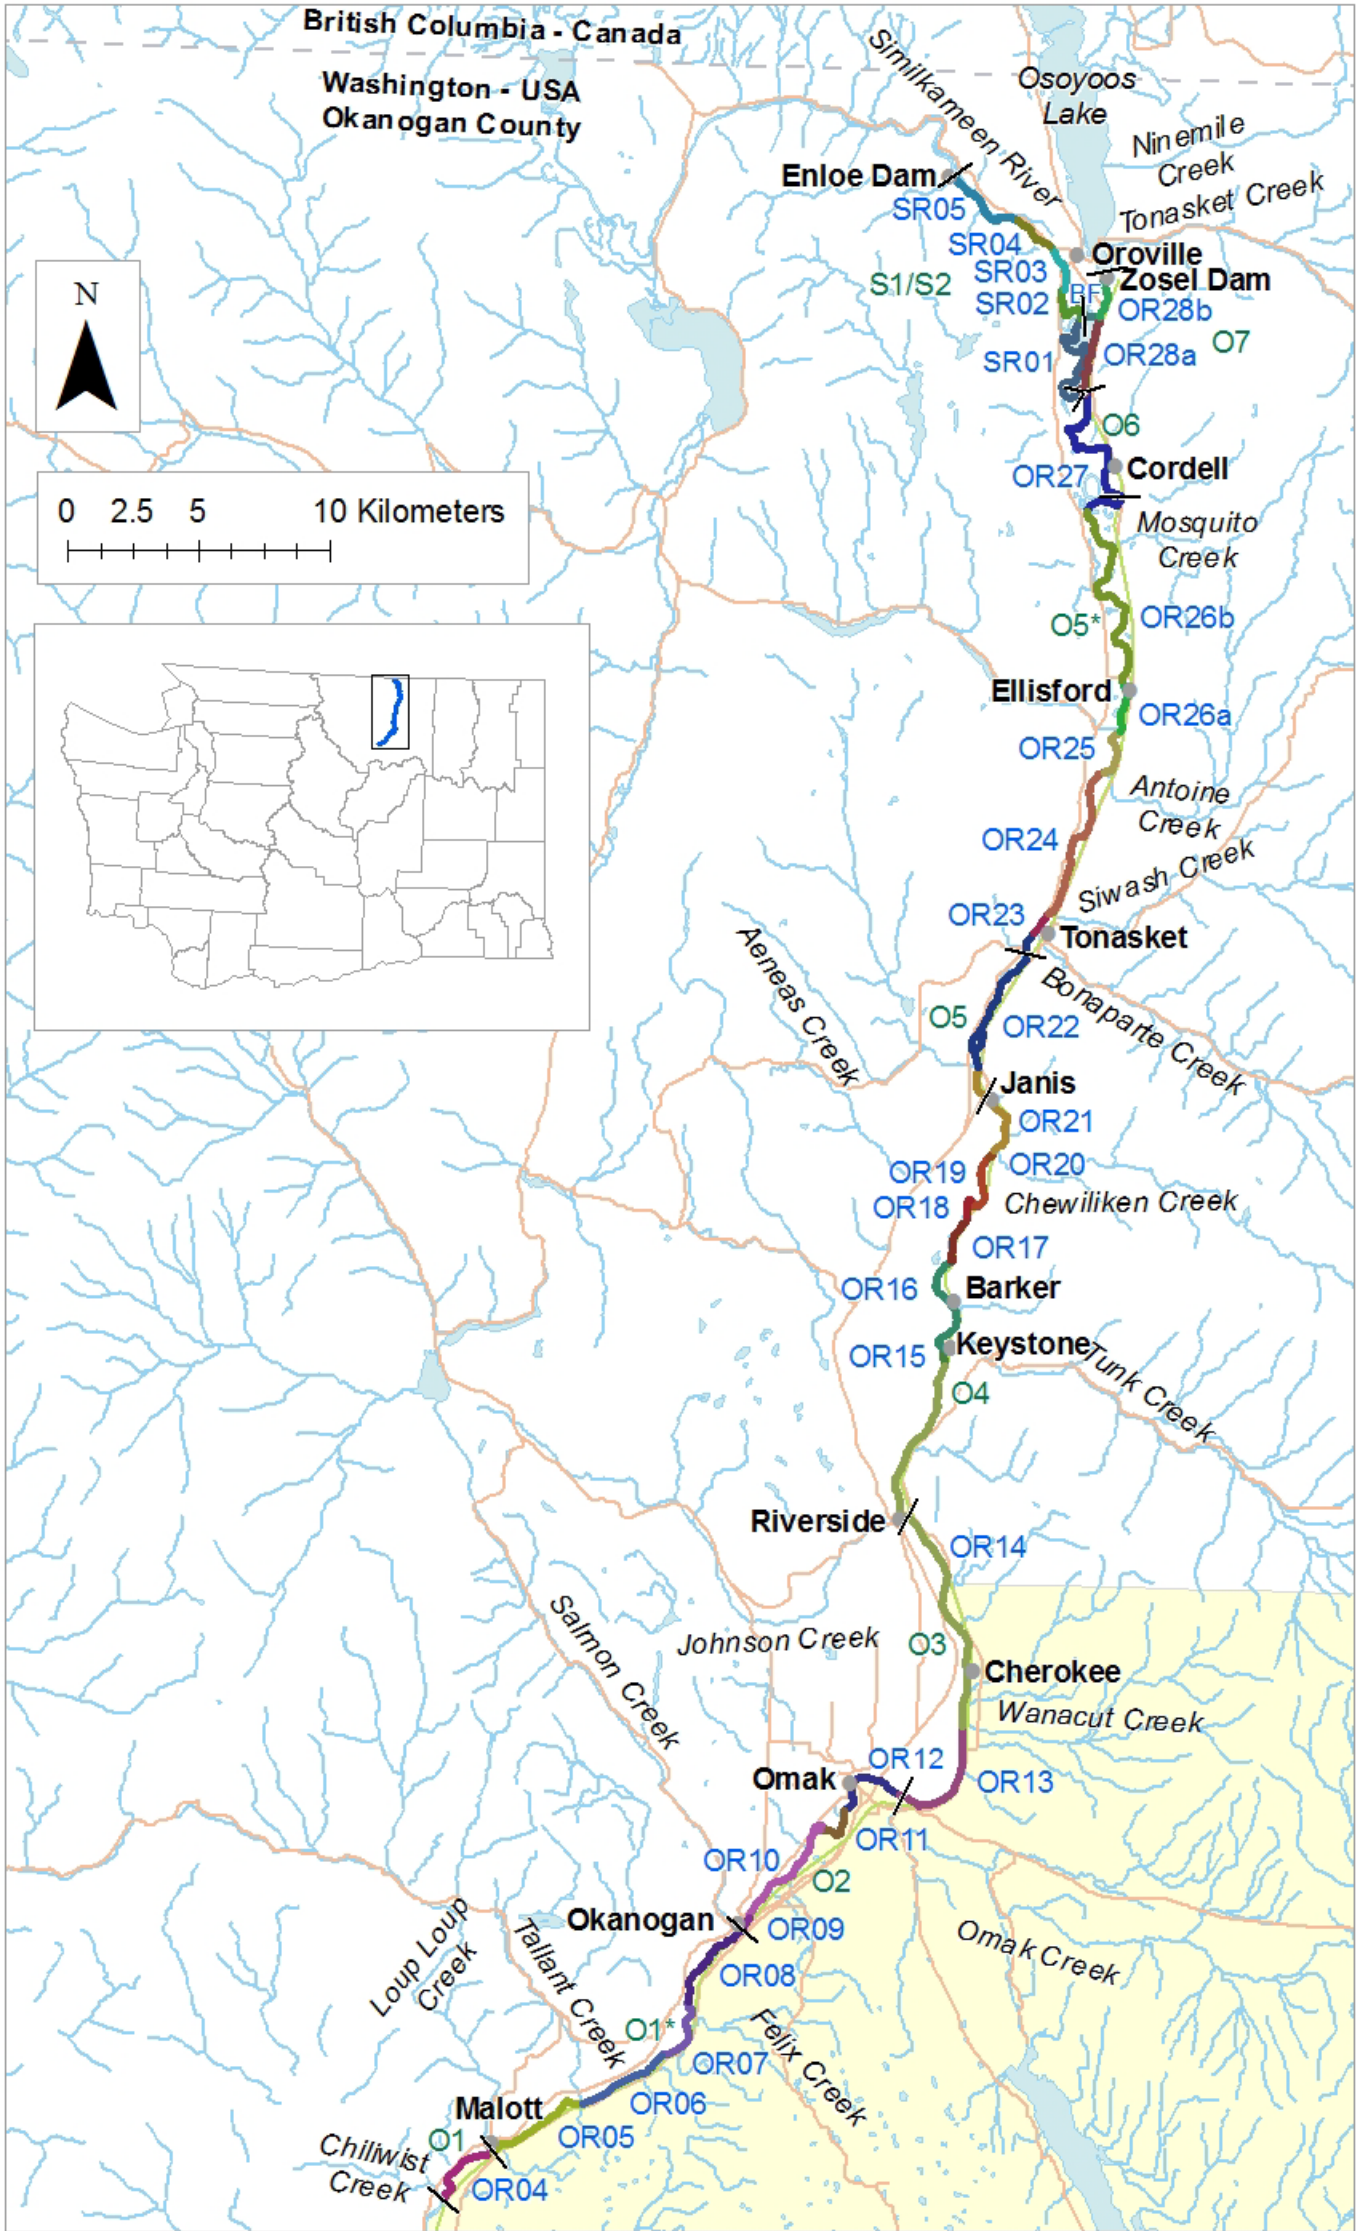 British Columbia - Canada
Washington - USA
Okanogan County
Similkameen River
Osoyoos
Lake
Ninemile
Creek
Tonasket Creek
Enloe Dam
SR05
SR04
Oroville
SR03
Zosel Dam
S1/S2
BF
SR02
OR28b
O7
SR01
OR28a
N
O6
Cordell
OR27
0 2.5 5 10 Kilometers
Mosquito
Creek
O5*
OR26b
Ellisford
OR26a
OR25
Antoine
Creek
OR24
Siwash Creek
OR23
Tonasket
Aeneas Creek
Bonaparte Creek
O5
OR22
Janis
OR21
OR19
OR20
OR18
Chewiliken Creek
OR17
OR16
Barker
Keystone
OR15
Tunk Creek
O4
Riverside
OR14
Salmon Creek
Johnson Creek
O3
Cherokee
Wanacut Creek
OR12
Omak
OR13
OR11
OR10
O2
Okanogan
OR09
Loup Loup
Creek
Tallant Creek
Omak Creek
OR08
O1*
Felix Creek
OR07
OR06
Malott
OR05
O1
Chiliwist
Creek
OR04